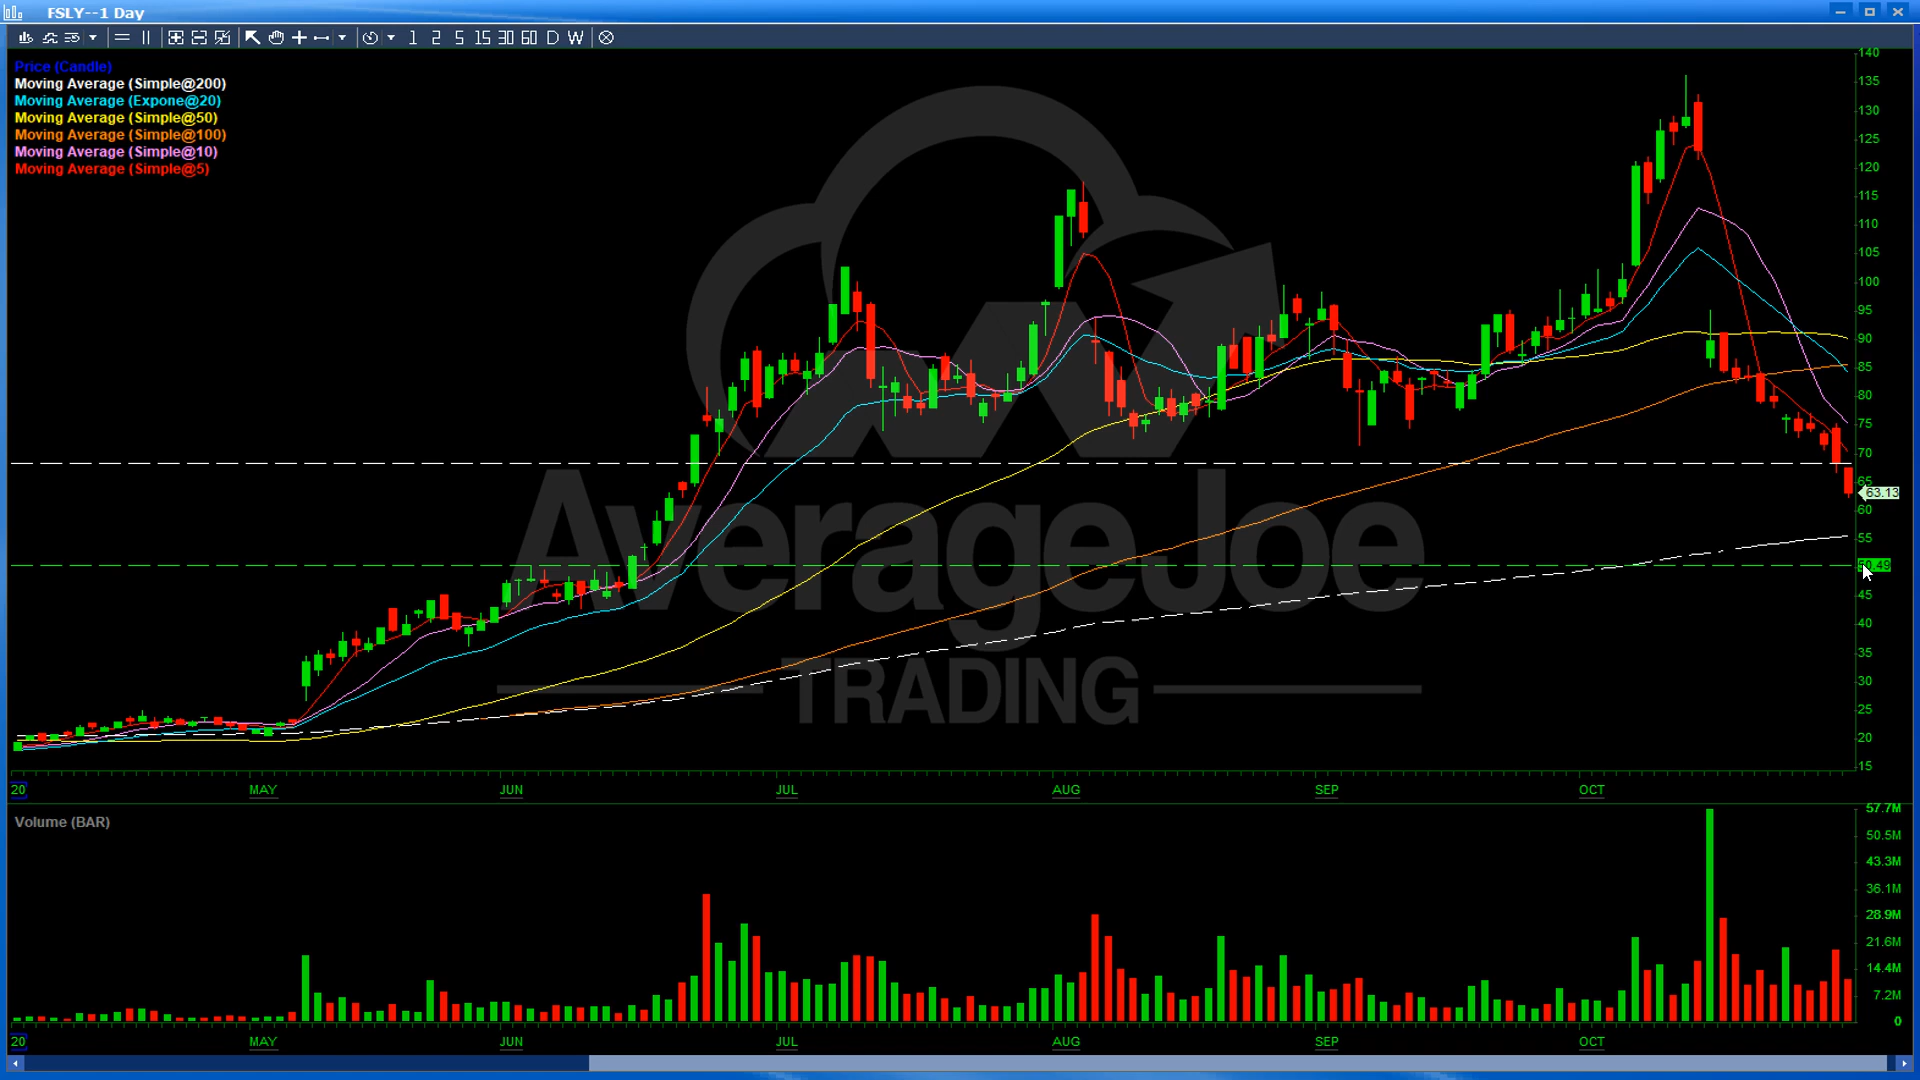 FSLY--1 Day
1 2 5 15 30 60 D W
Price (Candle)
Moving Average (Simple@200)
Moving Average (Expone@20)
Moving Average (Simple@50)
Moving Average (Simple@100)
Moving Average (Simple@10)
Moving Average (Simple@5)
140
135
130
125
120
115
110
105
100
95
90
85
80
75
70
65
63.13
60
55
50.49
45
40
35
30
25
20
15
AverageJoe
TRADING
20 MAY JUN JUL AUG SEP OCT
Volume (BAR)
57.7M
50.5M
43.3M
36.1M
28.9M
21.6M
14.4M
7.2M
0
20 MAY JUN JUL AUG SEP OCT